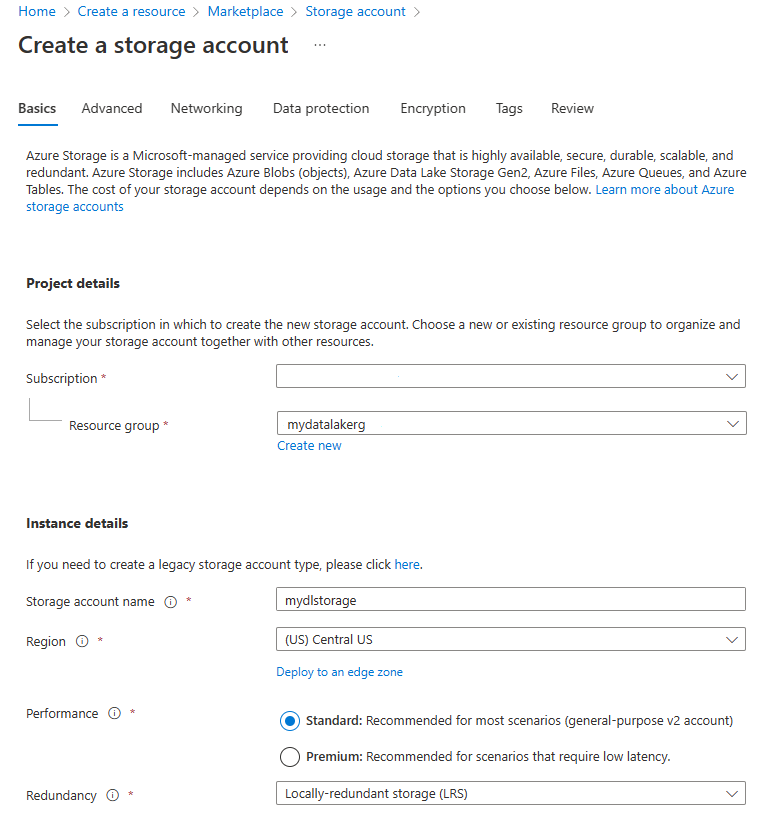 Home > Create a resource > Marketplace > Storage account >
Create a storage account ...
Basics Advanced Networking Data protection Encryption Tags Review
Azure Storage is a Microsoft-managed service providing cloud storage that is highly available, secure, durable, scalable, and
redundant. Azure Storage includes Azure Blobs (objects), Azure Data Lake Storage Gen2, Azure Files, Azure Queues, and Azure
Tables. The cost of your storage account depends on the usage and the options you choose below. Learn more about Azure
storage accounts
Project details
Select the subscription in which to create the new storage account. Choose a new or existing resource group to organize and
manage your storage account together with other resources.
Subscription *
Resource group * mydatalakerg
Create new
Instance details
If you need to create a legacy storage account type, please click here.
Storage account name * mydlstorage
Region * (US) Central US
Deploy to an edge zone
Performance * Standard: Recommended for most scenarios (general-purpose v2 account)
Premium: Recommended for scenarios that require low latency.
Redundancy * Locally-redundant storage (LRS)